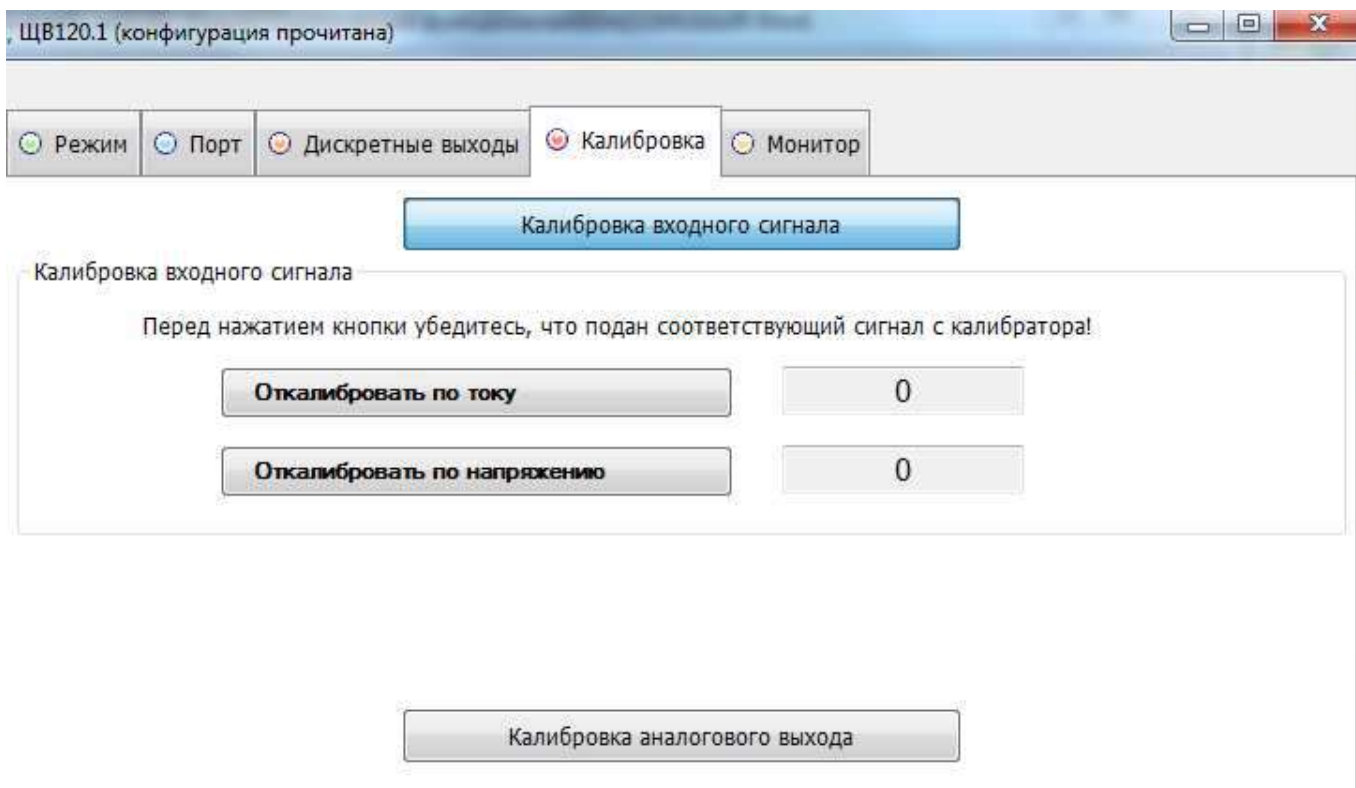 , ЩВ120.1 (конфигурация прочитана)
Режим Порт Дискретные выходы Калибровка Монитор
Калибровка входного сигнала
Калибровка входного сигнала
Перед нажатием кнопки убедитесь, что подан соответствующий сигнал с калибратора!
Откалибровать по току 0
Откалибровать по напряжению 0
Калибровка аналогового выхода